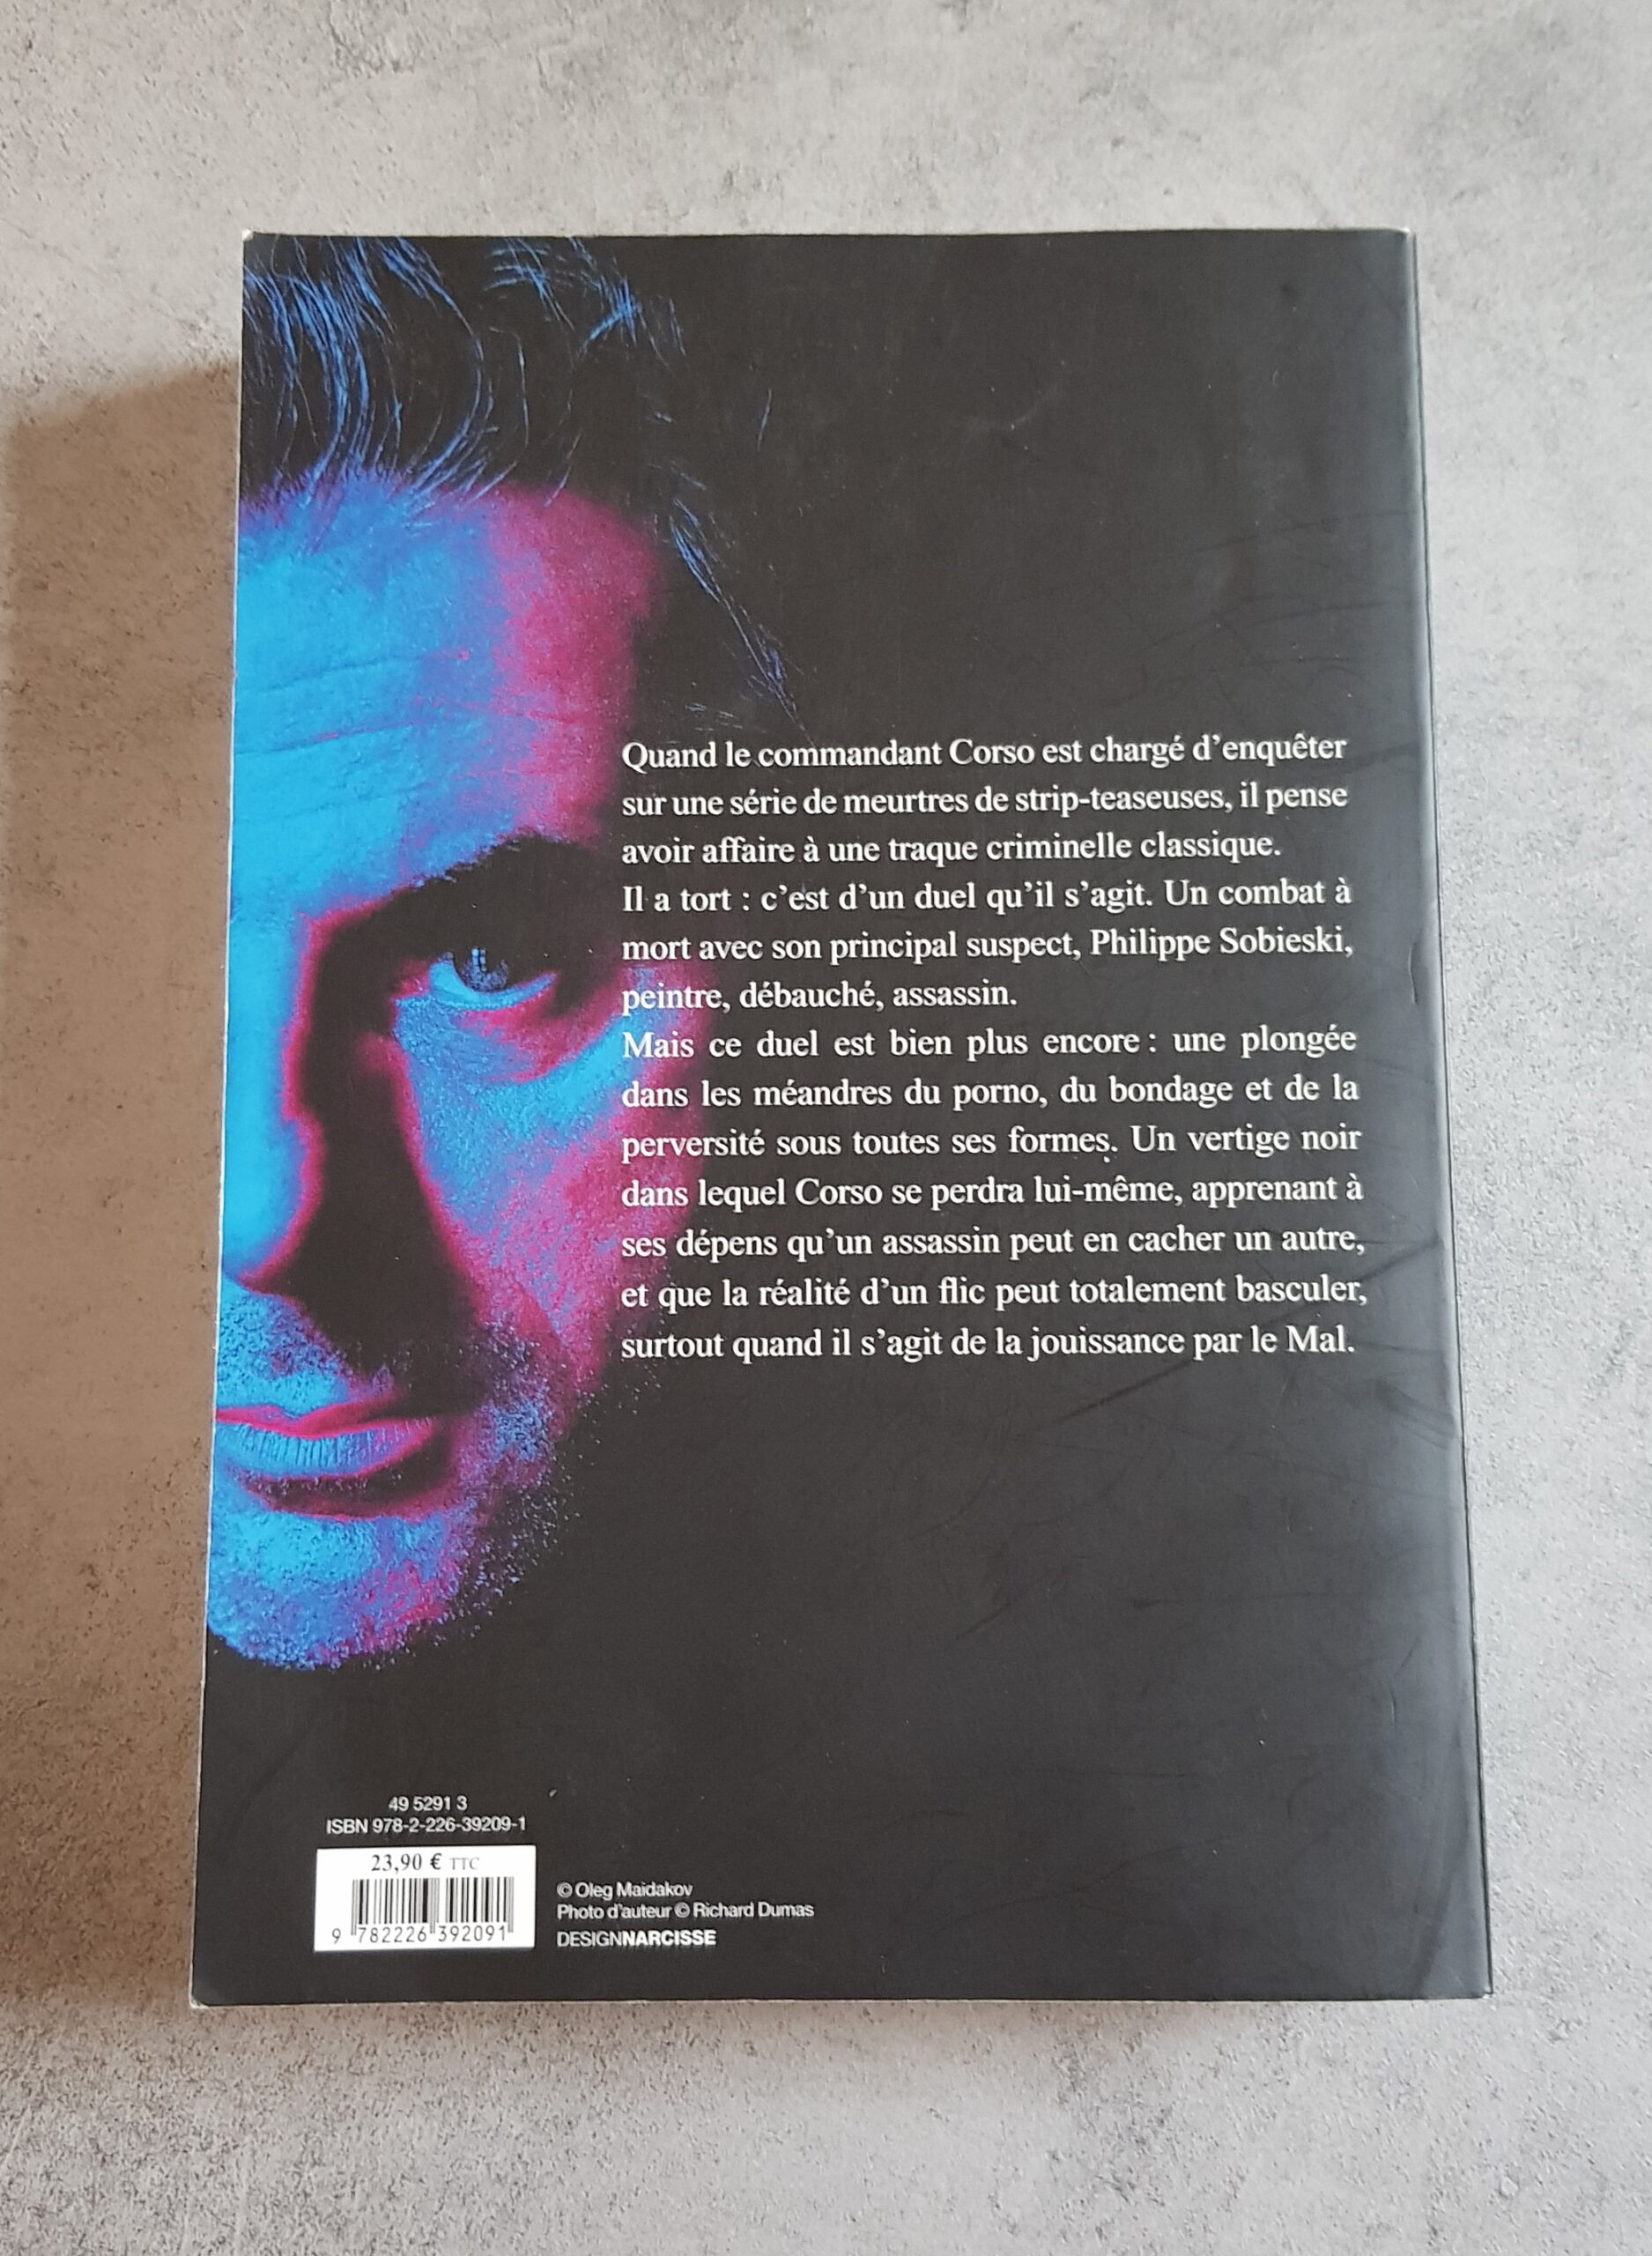 Quand le commandant Corso est chargé d'enquêter
sur une série de meurtres de strip-teaseuses, il pense
avoir affaire à une traque criminelle classique.
Il a tort : c'est d'un duel qu'il s'agit. Un combat à
mort avec son principal suspect, Philippe Sobieski,
peintre, débauché, assassin.
Mais ce duel est bien plus encore : une plongée
dans les méandres du porno, du bondage et de la
perversité sous toutes ses formes. Un vertige noir
dans lequel Corso se perdra lui-même, apprenant à
ses dépens qu'un assassin peut en cacher un autre,
et que la réalité d'un flic peut totalement basculer,
surtout quand il s'agit de la jouissance par le Mal.
49 5291 3
ISBN 978-2-226-39209-1
23,90 € TTC
9 782226 392091
© Oleg Maidakov
Photo d'auteur © Richard Dumas
DESIGNNARCISSE